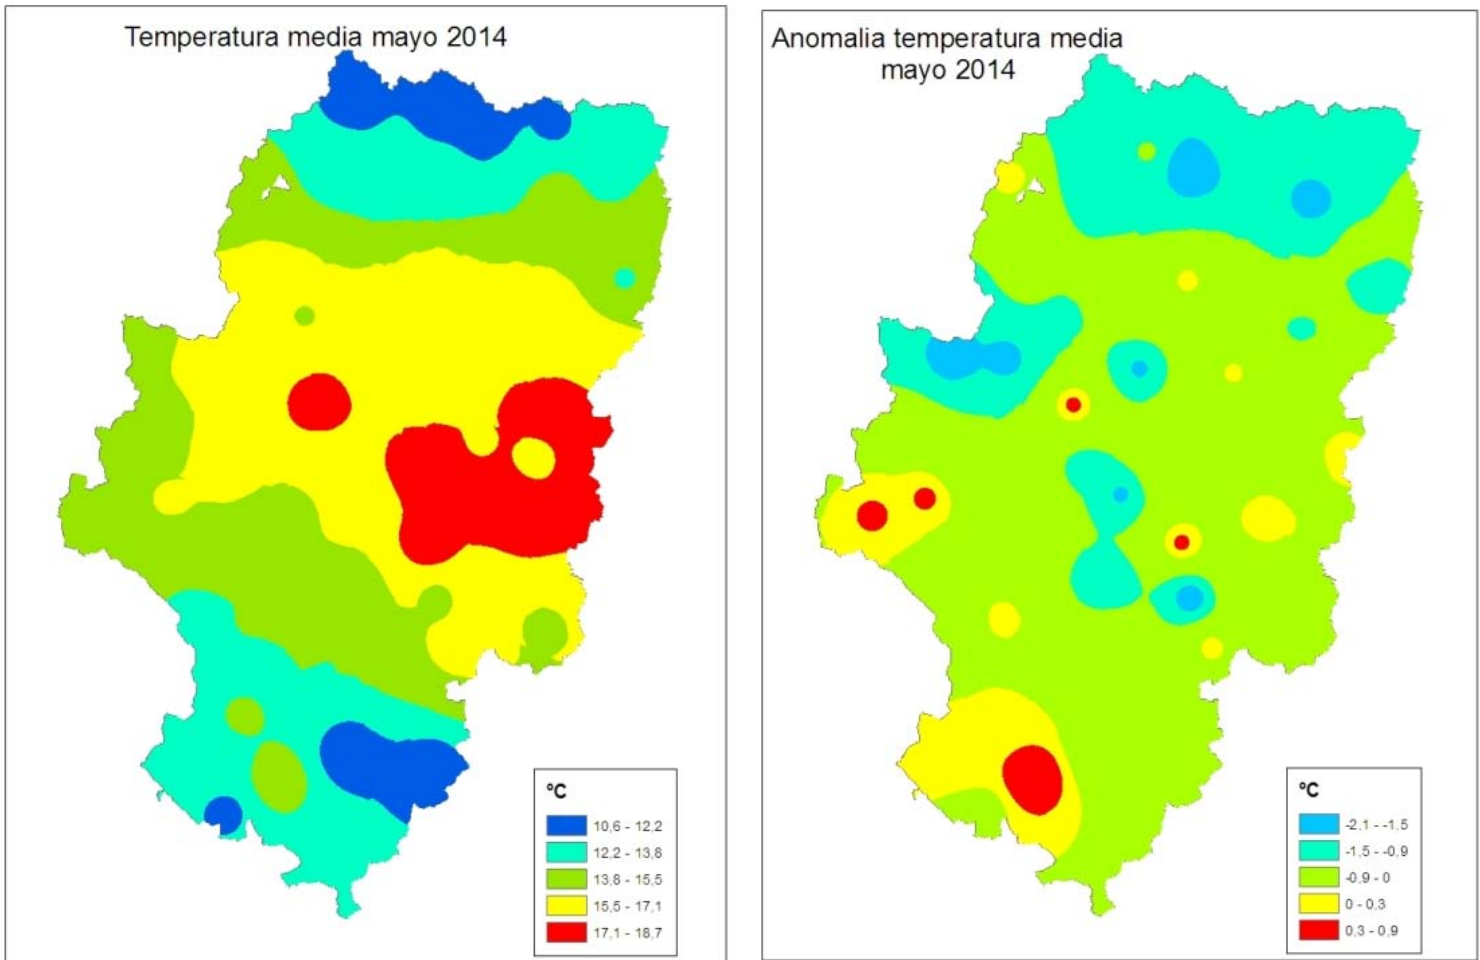 Temperatura media mayo 2014
ºC
10,6 - 12,2
12,2 - 13,8
13,8 - 15,5
15,5 - 17,1
17,1 - 18,7
Anomalia temperatura media
mayo 2014
ºC
-2,1 - -1,5
-1,5 - -0,9
-0,9 - 0
0 - 0,3
0,3 - 0,9